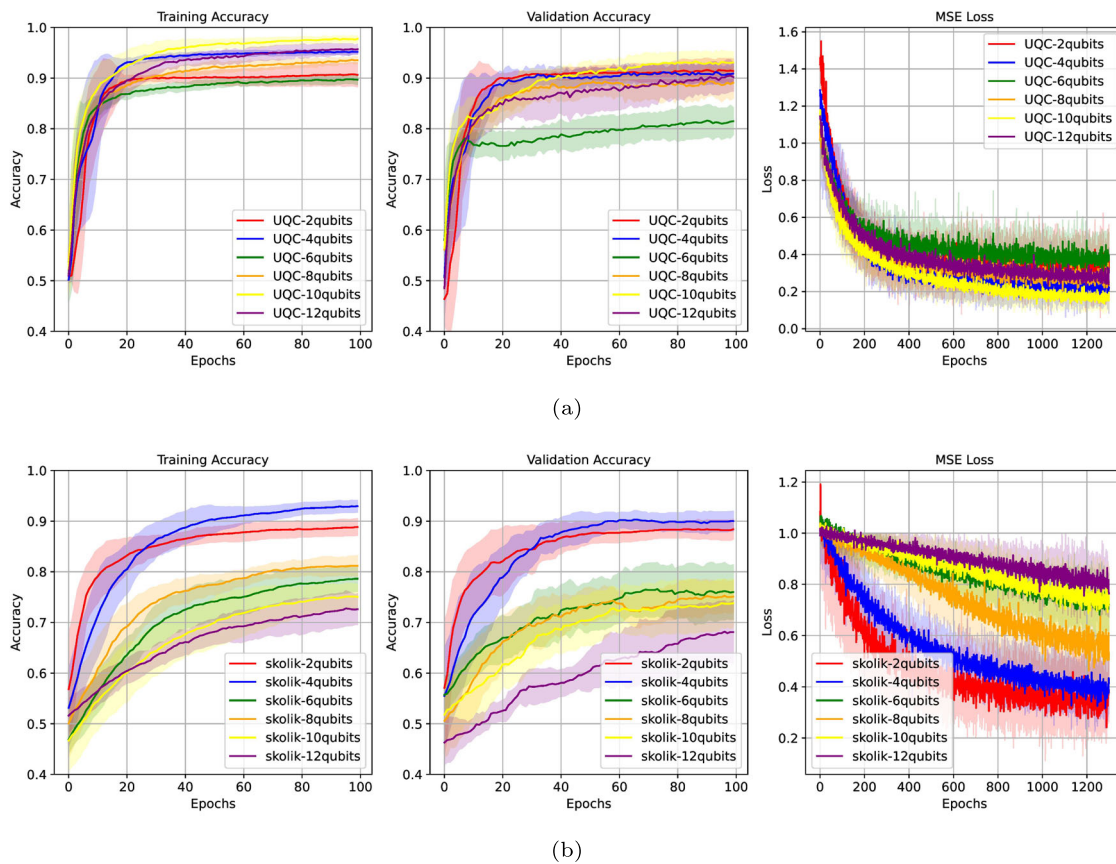 Training Accuracy
1.0
0.9
0.8
0.7
0.6
0.5
0.4
Accuracy
0 20 40 60 80 100
Epochs
UQC-2qubits
UQC-4qubits
UQC-6qubits
UQC-8qubits
UQC-10qubits
UQC-12qubits
Validation Accuracy
1.0
0.9
0.8
0.7
0.6
0.5
0.4
Accuracy
0 20 40 60 80 100
Epochs
UQC-2qubits
UQC-4qubits
UQC-6qubits
UQC-8qubits
UQC-10qubits
UQC-12qubits
MSE Loss
1.6
1.4
1.2
1.0
0.8
0.6
0.4
0.2
0.0
Loss
0 200 400 600 800 1000 1200
Epochs
UQC-2qubits
UQC-4qubits
UQC-6qubits
UQC-8qubits
UQC-10qubits
UQC-12qubits
(a)
Training Accuracy
1.0
0.9
0.8
0.7
0.6
0.5
0.4
Accuracy
0 20 40 60 80 100
Epochs
skolik-2qubits
skolik-4qubits
skolik-6qubits
skolik-8qubits
skolik-10qubits
skolik-12qubits
Validation Accuracy
1.0
0.9
0.8
0.7
0.6
0.5
0.4
Accuracy
0 20 40 60 80 100
Epochs
skolik-2qubits
skolik-4qubits
skolik-6qubits
skolik-8qubits
skolik-10qubits
skolik-12qubits
MSE Loss
1.2
1.0
0.8
0.6
0.4
0.2
Loss
0 200 400 600 800 1000 1200
Epochs
skolik-2qubits
skolik-4qubits
skolik-6qubits
skolik-8qubits
skolik-10qubits
skolik-12qubits
(b)